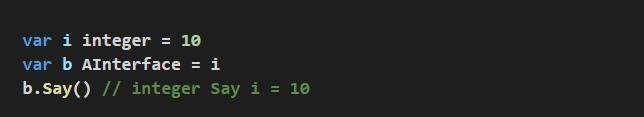 var i integer = 10
var b AInterface = i
b.Say() // integer Say i = 10